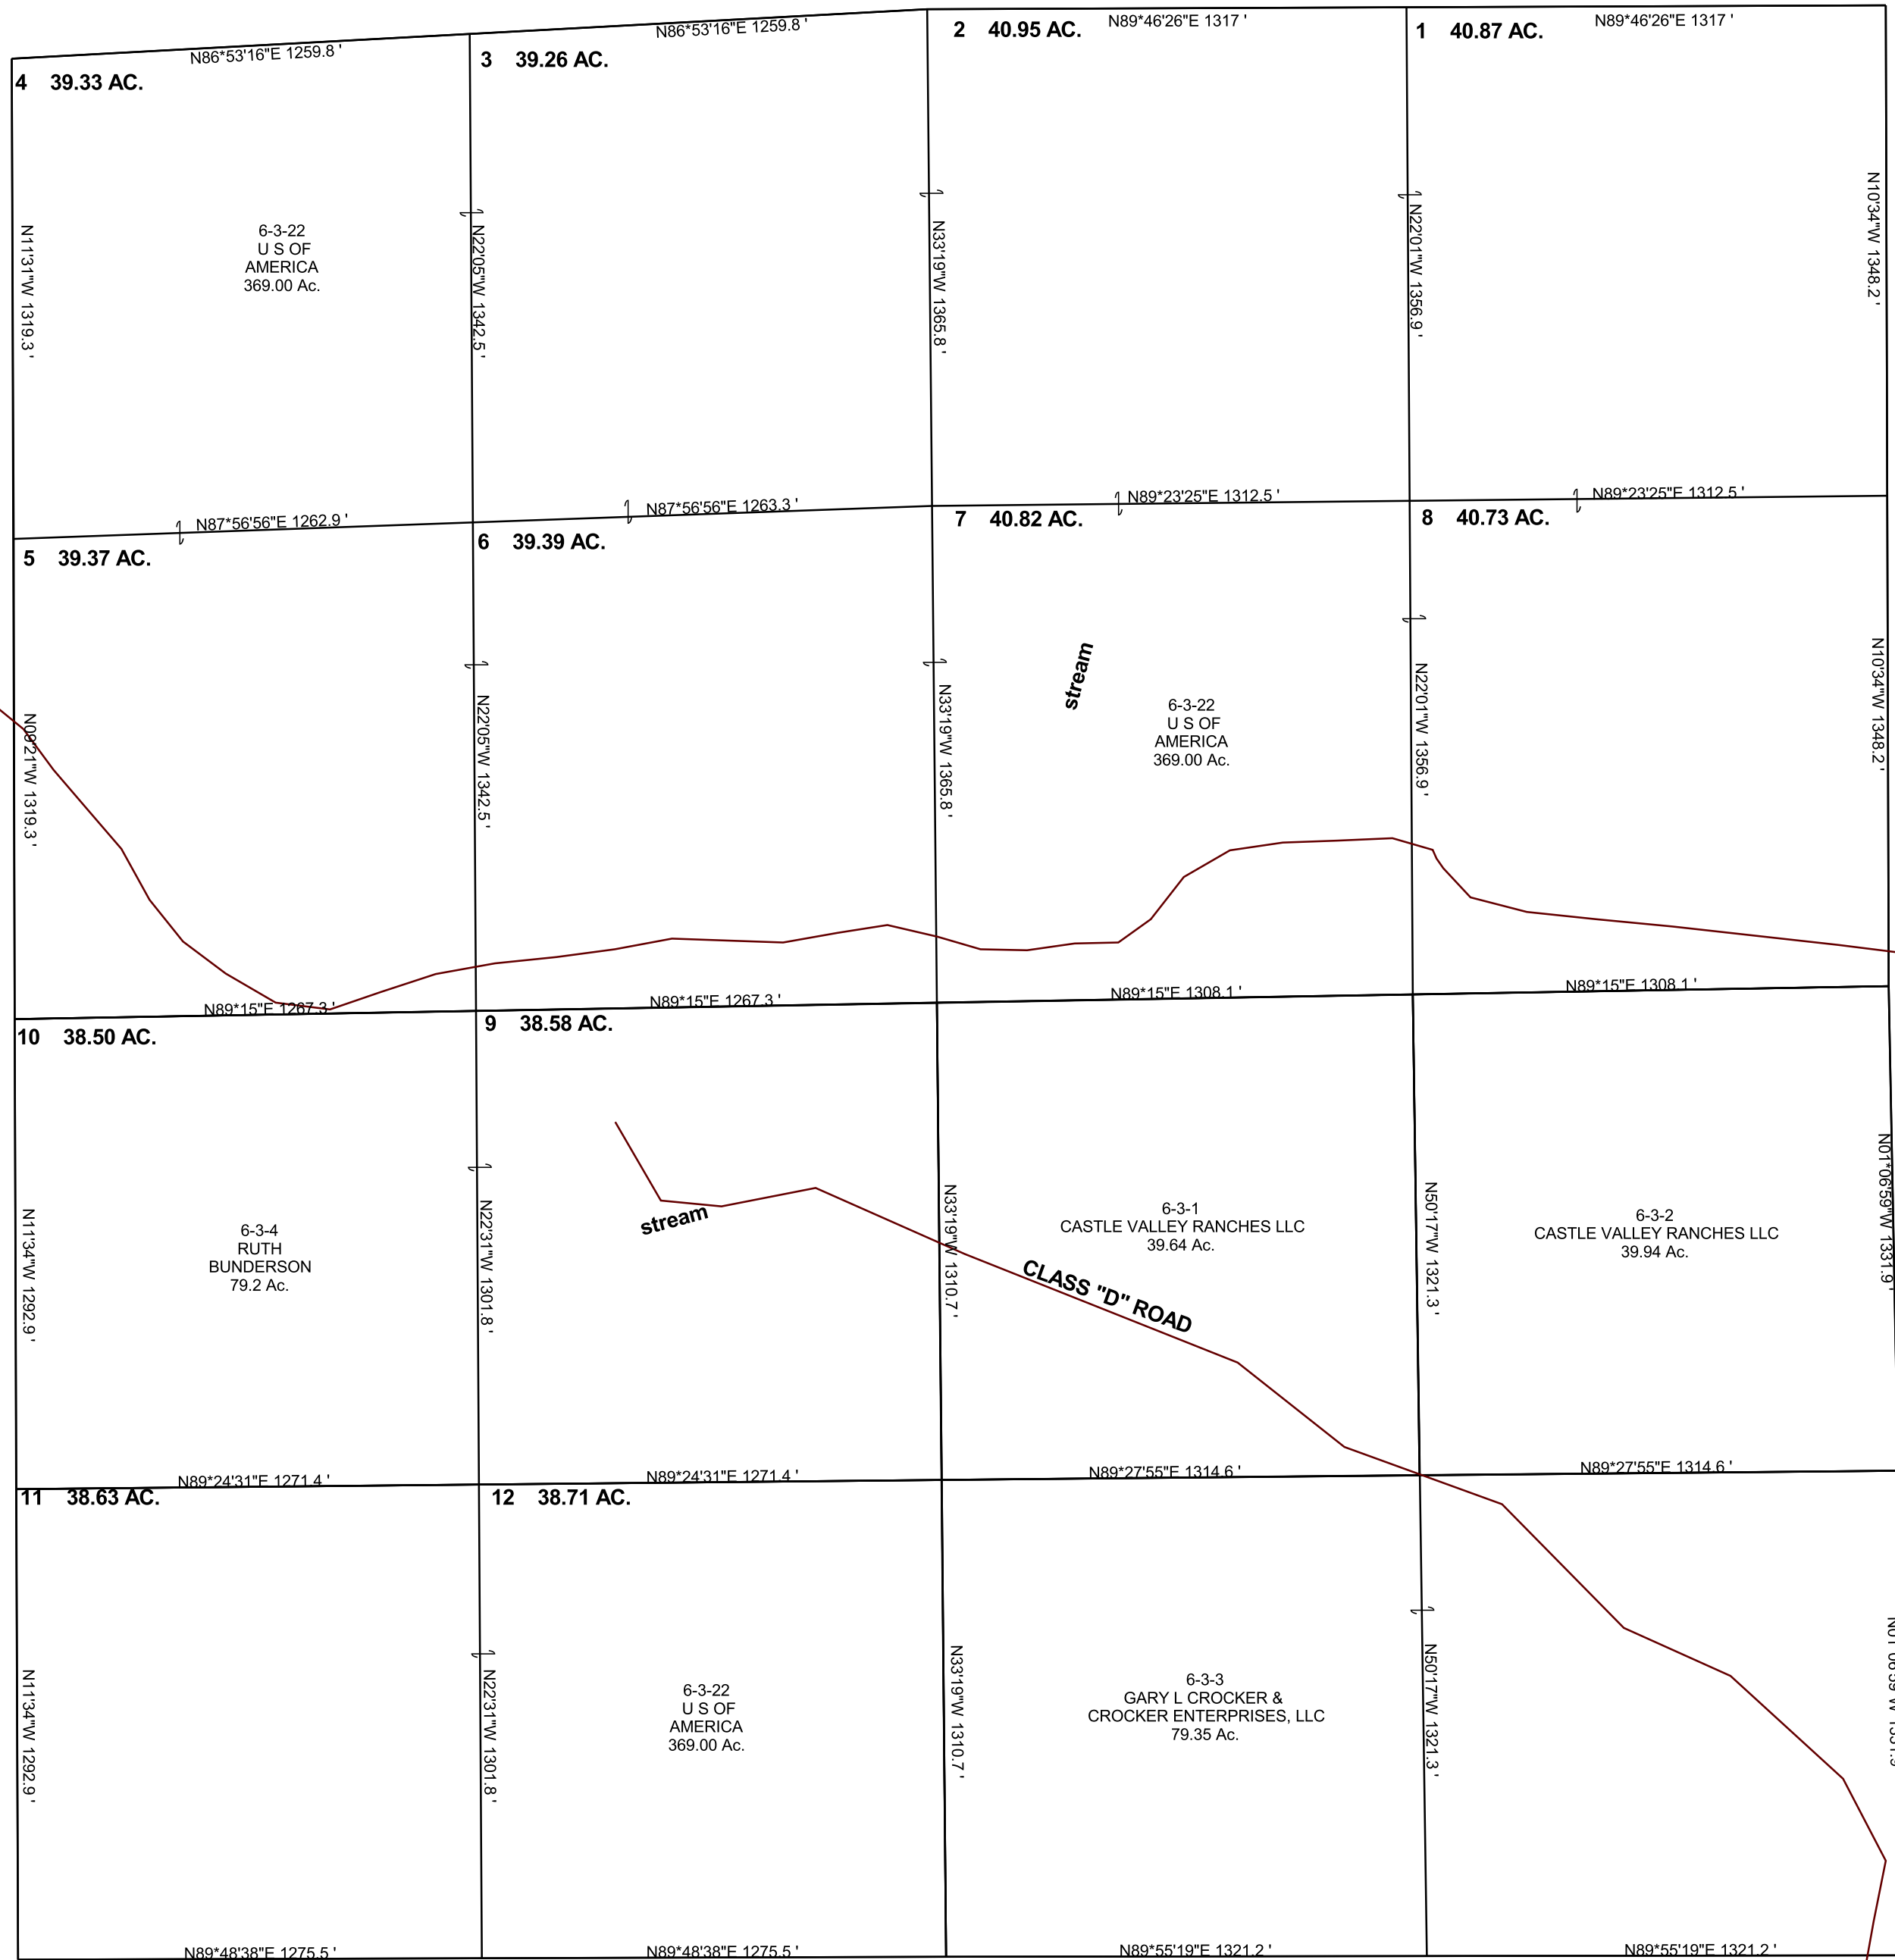 N86*53'16"E 1259.8 '
N86*53'16"E 1259.8 '
N89*46'26"E 1317 '
N89*46'26"E 1317 '
4 39.33 AC.
3 39.26 AC.
2 40.95 AC.
1 40.87 AC.
N11'31"W 1319.3 '
6-3-22
U S OF
AMERICA
369.00 Ac.
N22'05"W 1342.5 '
N33'19"W 1365.8 '
N22'01"W 1356.9 '
N10'34"W 1348.2 '
N87*56'56"E 1262.9 '
N87*56'56"E 1263.3 '
N89*23'25"E 1312.5 '
N89*23'25"E 1312.5 '
5 39.37 AC.
6 39.39 AC.
7 40.82 AC.
8 40.73 AC.
N09'21"W 1319.3 '
N22'05"W 1342.5 '
N33'19"W 1365.8 '
stream
6-3-22
U S OF
AMERICA
369.00 Ac.
N22'01"W 1356.9 '
N10'34"W 1348.2 '
N89*15"E 1267.3 '
N89*15"E 1267.3 '
N89*15"E 1308.1 '
N89*15"E 1308.1 '
10 38.50 AC.
9 38.58 AC.
N11'34"W 1292.9 '
6-3-4
RUTH
BUNDERSON
79.2 Ac.
N22'31"W 1301.8 '
stream
N33'19"W 1310.7 '
6-3-1
CASTLE VALLEY RANCHES LLC
39.64 Ac.
CLASS "D" ROAD
N50'17"W 1321.3 '
6-3-2
CASTLE VALLEY RANCHES LLC
39.94 Ac.
N01*06'59"W 1331.9 '
N89*24'31"E 1271.4 '
N89*24'31"E 1271.4 '
N89*27'55"E 1314.6 '
N89*27'55"E 1314.6 '
11 38.63 AC.
12 38.71 AC.
N11'34"W 1292.9 '
N22'31"W 1301.8 '
6-3-22
U S OF
AMERICA
369.00 Ac.
N33'19"W 1310.7 '
6-3-3
GARY L CROCKER &
CROCKER ENTERPRISES, LLC
79.35 Ac.
N50'17"W 1321.3 '
N89*48'38"E 1275.5 '
N89*48'38"E 1275.5 '
N89*55'19"E 1321.2 '
N89*55'19"E 1321.2 '